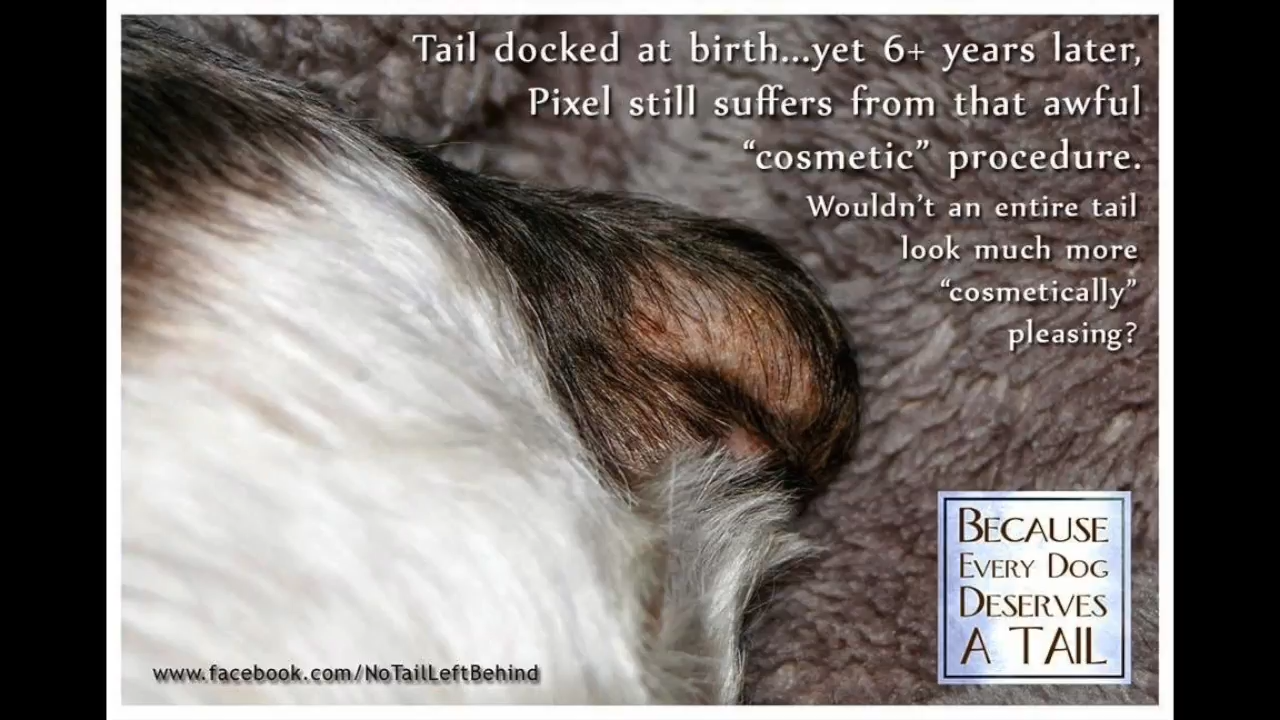 Tail docked at birth...yet 6+ years later,
Pixel still suffers from that awful
“cosmetic” procedure.
Wouldn’t an entire tail
look much more
“cosmetically”
pleasing?
BECAUSE
EVERY DOG
DESERVES
A TAIL
www.facebook.com/NoTailLeftBehind